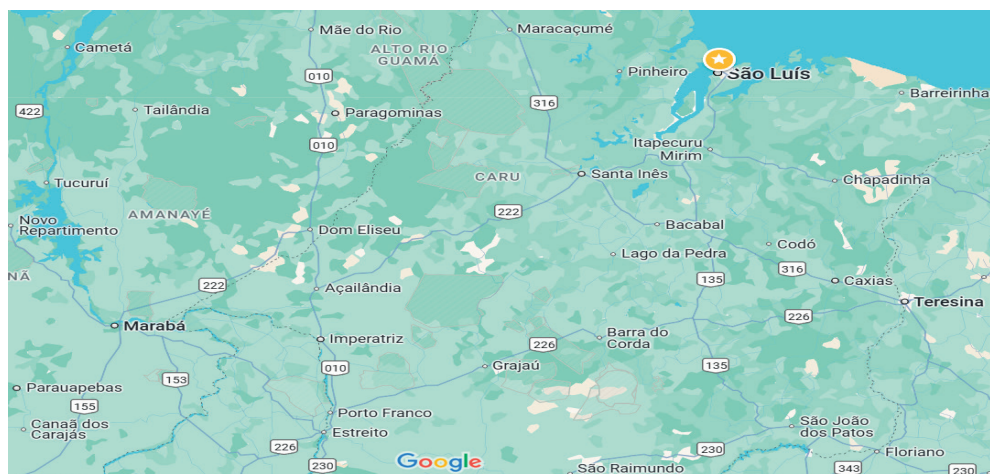 Mãe do Rio
Maracaçumé
Cametá
ALTO RIO
GUAMÁ
Pinheiro
São Luís
010
Barreirinha
316
422
Tailândia
Paragominas
010
Itapecuru
Mirim
Santa Inês
CARU
Tucuruí
Chapadinha
AMANAYÉ
222
Novo
Repartimento
Dom Eliseu
Bacabal
Codó
Lago da Pedra
316
NÃ
222
Açailândia
135
Caxias
Teresina
226
Marabá
Imperatriz
Barra do
Corda
226
010
Grajaú
135
153
Parauapebas
155
Porto Franco
Canaã dos
Carajás
Estreito
São João
dos Patos
226
230
Floriano
Google
230
São Raimundo
343
230